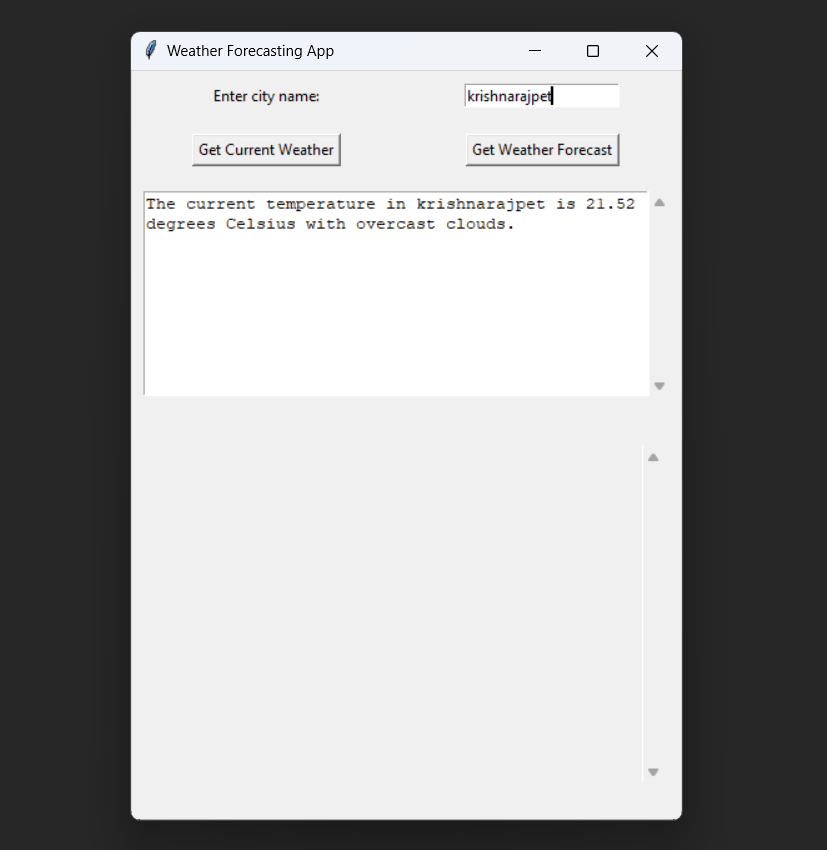 Weather Forecasting App
Enter city name:
krishnarajpet
Get Current Weather
Get Weather Forecast
The current temperature in krishnarajpet is 21.52
degrees Celsius with overcast clouds.